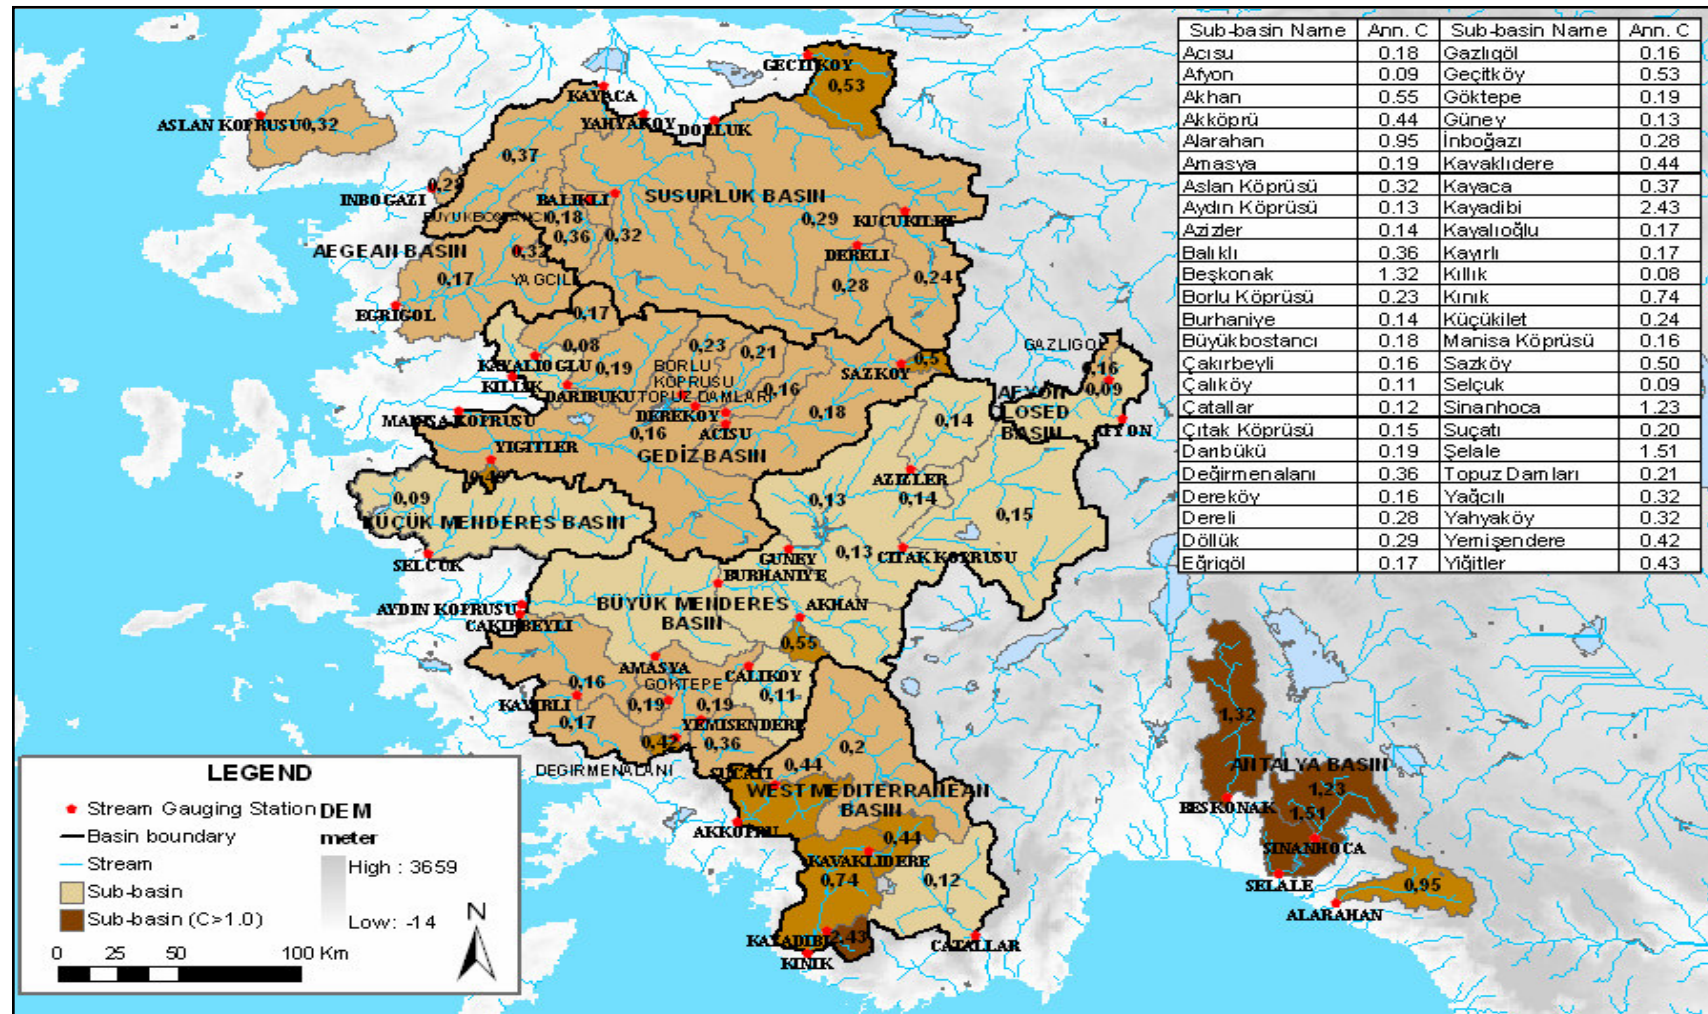 Sub-basin Name Ann. C Sub-basin Name Ann. C
Acısu 0.18 Gazlıgöl 0.16
Afyon 0.09 Geçitköy 0.53
Akhan 0.55 Göktepe 0.19
Akköprü 0.44 Güney 0.13
Alarahan 0.95 İnboğazı 0.28
Amasya 0.19 Kavaklıdere 0.44
Aslan Köprüsü 0.32 Kayaca 0.37
Aydın Köprüsü 0.13 Kayadibi 2.43
Azizler 0.14 Kayalıoğlu 0.17
Balıklı 0.36 Kayırlı 0.17
Beşkonak 1.32 Kıllık 0.08
Borlu Köprüsü 0.23 Kınık 0.74
Burhaniye 0.14 Küçükilet 0.24
Büyükbostancı 0.18 Manisa Köprüsü 0.16
Çakırbeyli 0.16 Sazköy 0.50
Çalıköy 0.11 Selçuk 0.09
Çatallar 0.12 Sinanhoca 1.23
Çıtak Köprüsü 0.15 Suçatı 0.20
Darıbükü 0.19 Şelale 1.51
Değirmenalanı 0.36 Topuz Damları 0.21
Dereköy 0.16 Yağcılı 0.32
Dereli 0.28 Yahyaköy 0.32
Döllük 0.29 Yemişendere 0.42
Eğrigöl 0.17 Yiğitler 0.43
GECITKOY
0,53
KAYACA
ASLAN KOPRUSU 0,32
YAHYAKOY
DOLLUK
0,37
INBOGAZI
BALIKLI
SUSURLUK BASIN
BUYUKBOSTANCI
0,18
0,29
KUCUKILET
0,36
0,32
AEGEAN BASIN
0,32
DERELI
YAGCILI
0,17
0,28
0,24
EGRIGOL
0,17
GAZLIGOL
0,08
0,23
0,21
KAYALIOGLU
0,19
BORLU
KOPRUSU
SAZKOY
0,5
0,16
0,09
KILLIK
DARIBUKU
TOPUZ DAMLARI
0,16
AFYON
CLOSED
BASIN
MANISA KOPRUSU
DEREKOY
0,18
0,14
AFYON
ACISU
0,16
YIGITLER
GEDIZ BASIN
AZIZLER
0,09
0,13
0,14
0,15
KÜÇÜK MENDERES BASIN
SELCUK
GUNEY
0,13
CITAK KOPRUSU
BURHANIYE
AYDIN KOPRUSU
BÜYÜK MENDERES
BASIN
AKHAN
CAKIRBEYLI
0,55
AMASYA
CALIKOY
0,16
GOKTEPE
0,11
KAYIRLI
0,19
0,19
0,17
YEMISENDERE
0,42
0,36
0,2
1,32
DEGIRMENALANI
SUCATI
0,44
ANTALYA BASIN
WEST MEDITERRANEAN
BASIN
1,23
BESKONAK
1,51
AKKOPRU
0,44
KAVAKLIDERE
SINANHOCA
0,74
0,12
SELALE
0,95
ALARAHAN
KAYADIBI
2,43
CATALLAR
KINIK
LEGEND
Stream Gauging Station
Basin boundary
Stream
Sub-basin
Sub-basin (C>1.0)
DEM
meter
High : 3659
Low: -14
N
0 25 50 100 Km